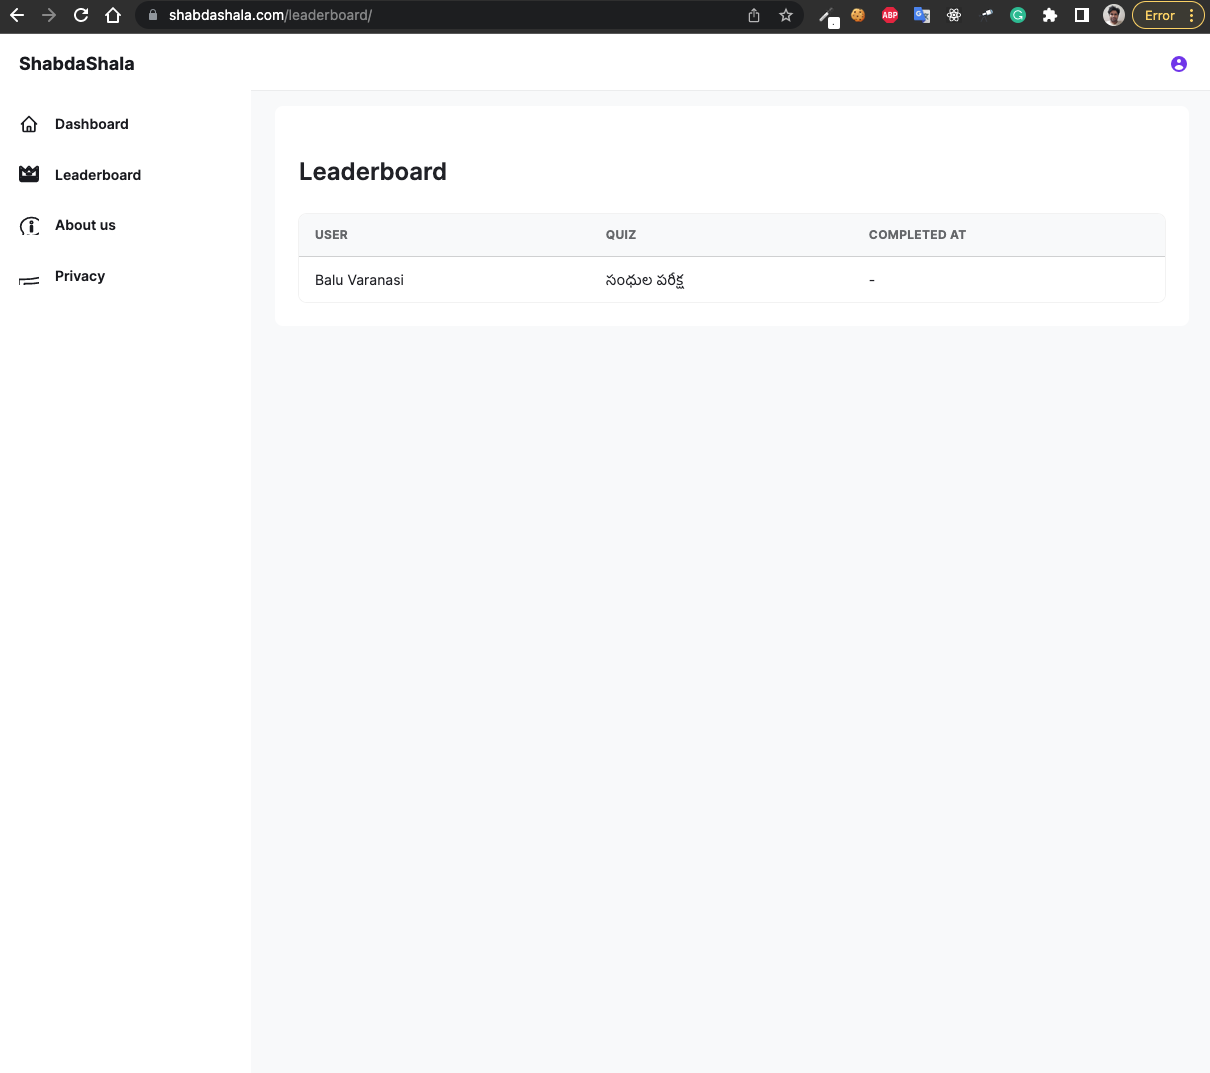 shabdashala.com/leaderboard/
ABP
G
Error
ShabdaShala
Dashboard
Leaderboard
About us
Privacy
Leaderboard
USER QUIZ COMPLETED AT
Balu Varanasi సంధుల పరీక్ష -